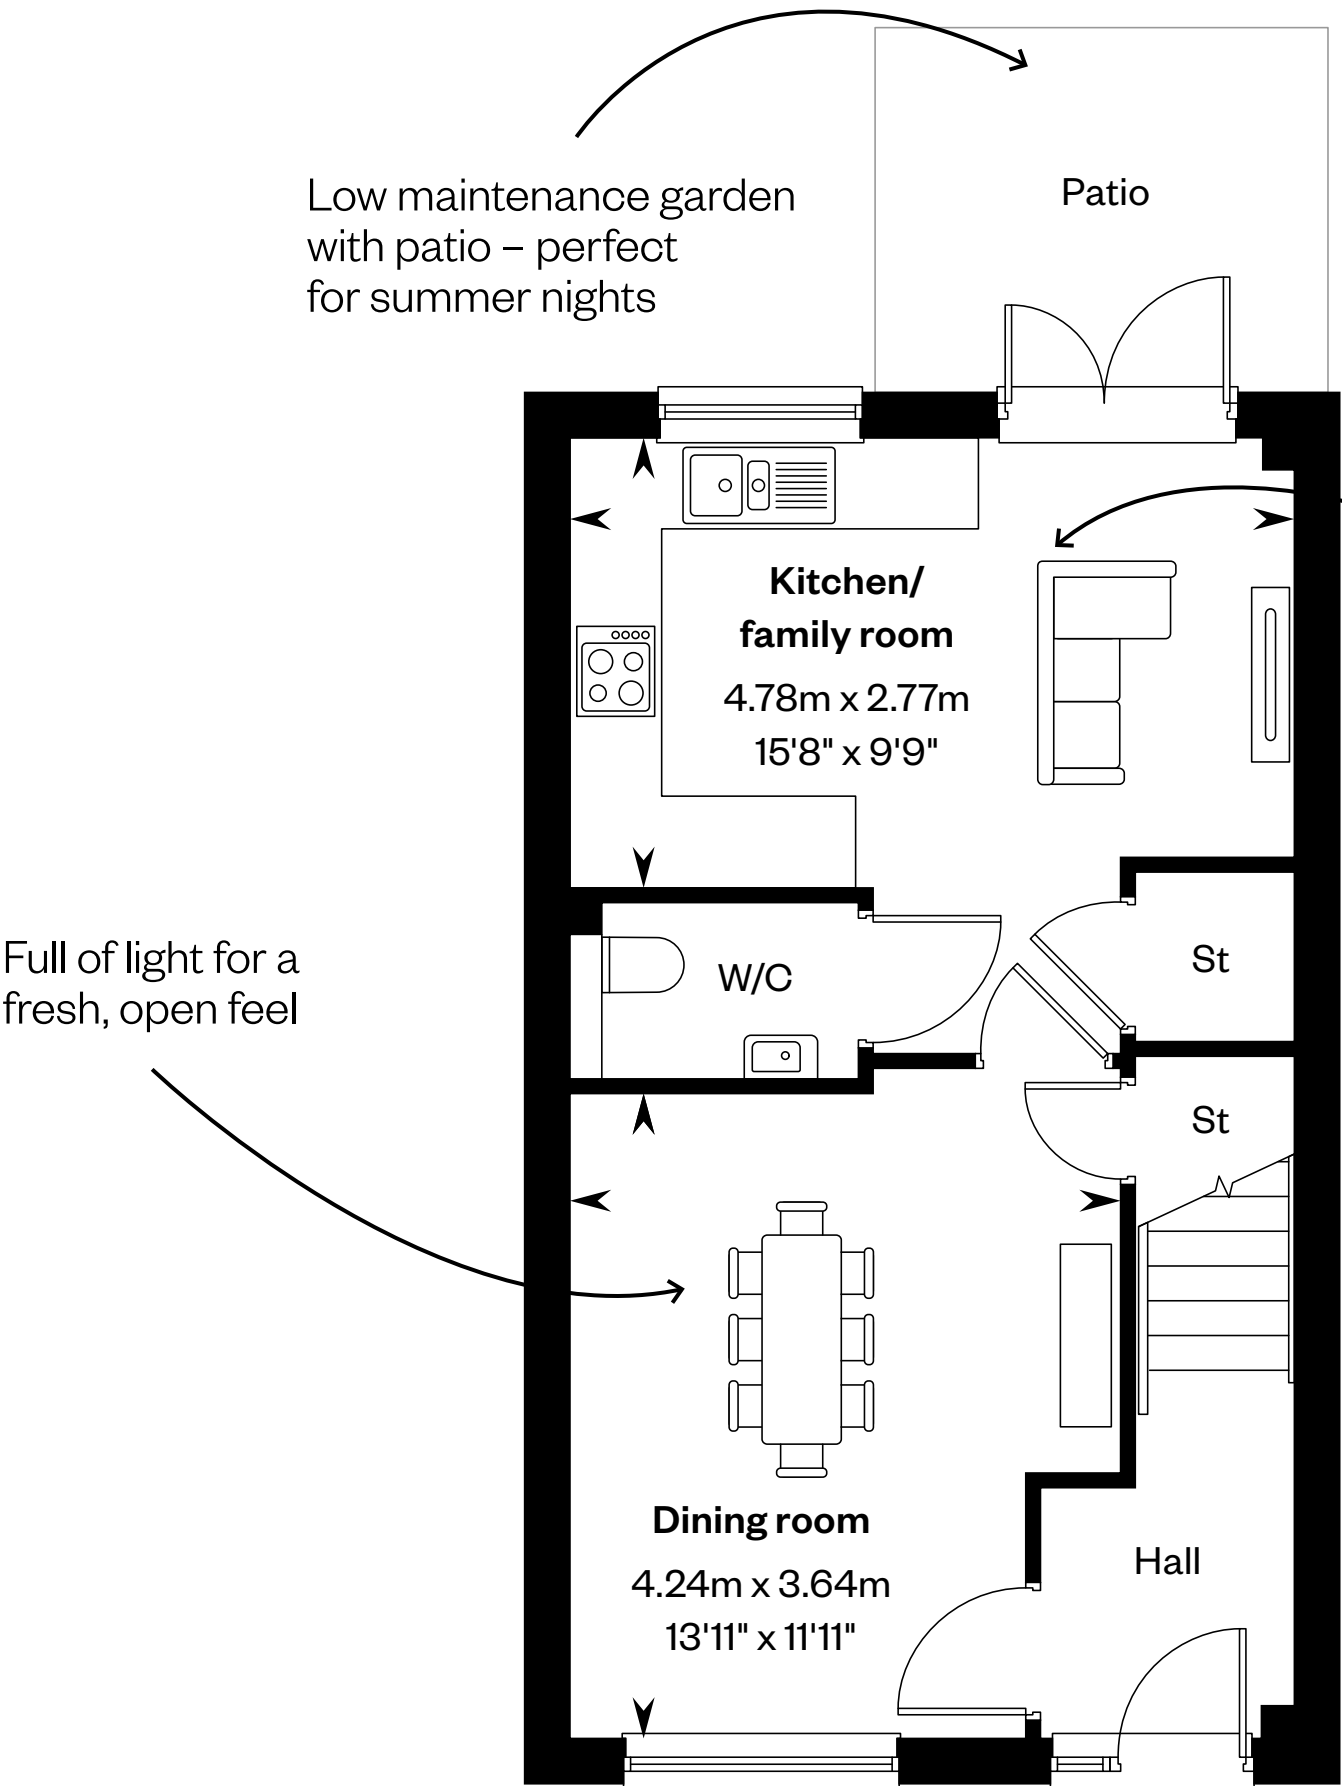 Low maintenance garden
with patio – perfect
for summer nights
Patio
Kitchen/
family room
4.78m x 2.77m
15'8" x 9'9"
Full of light for a
fresh, open feel
W/C
St
St
Dining room
4.24m x 3.64m
13'11" x 11'11"
Hall